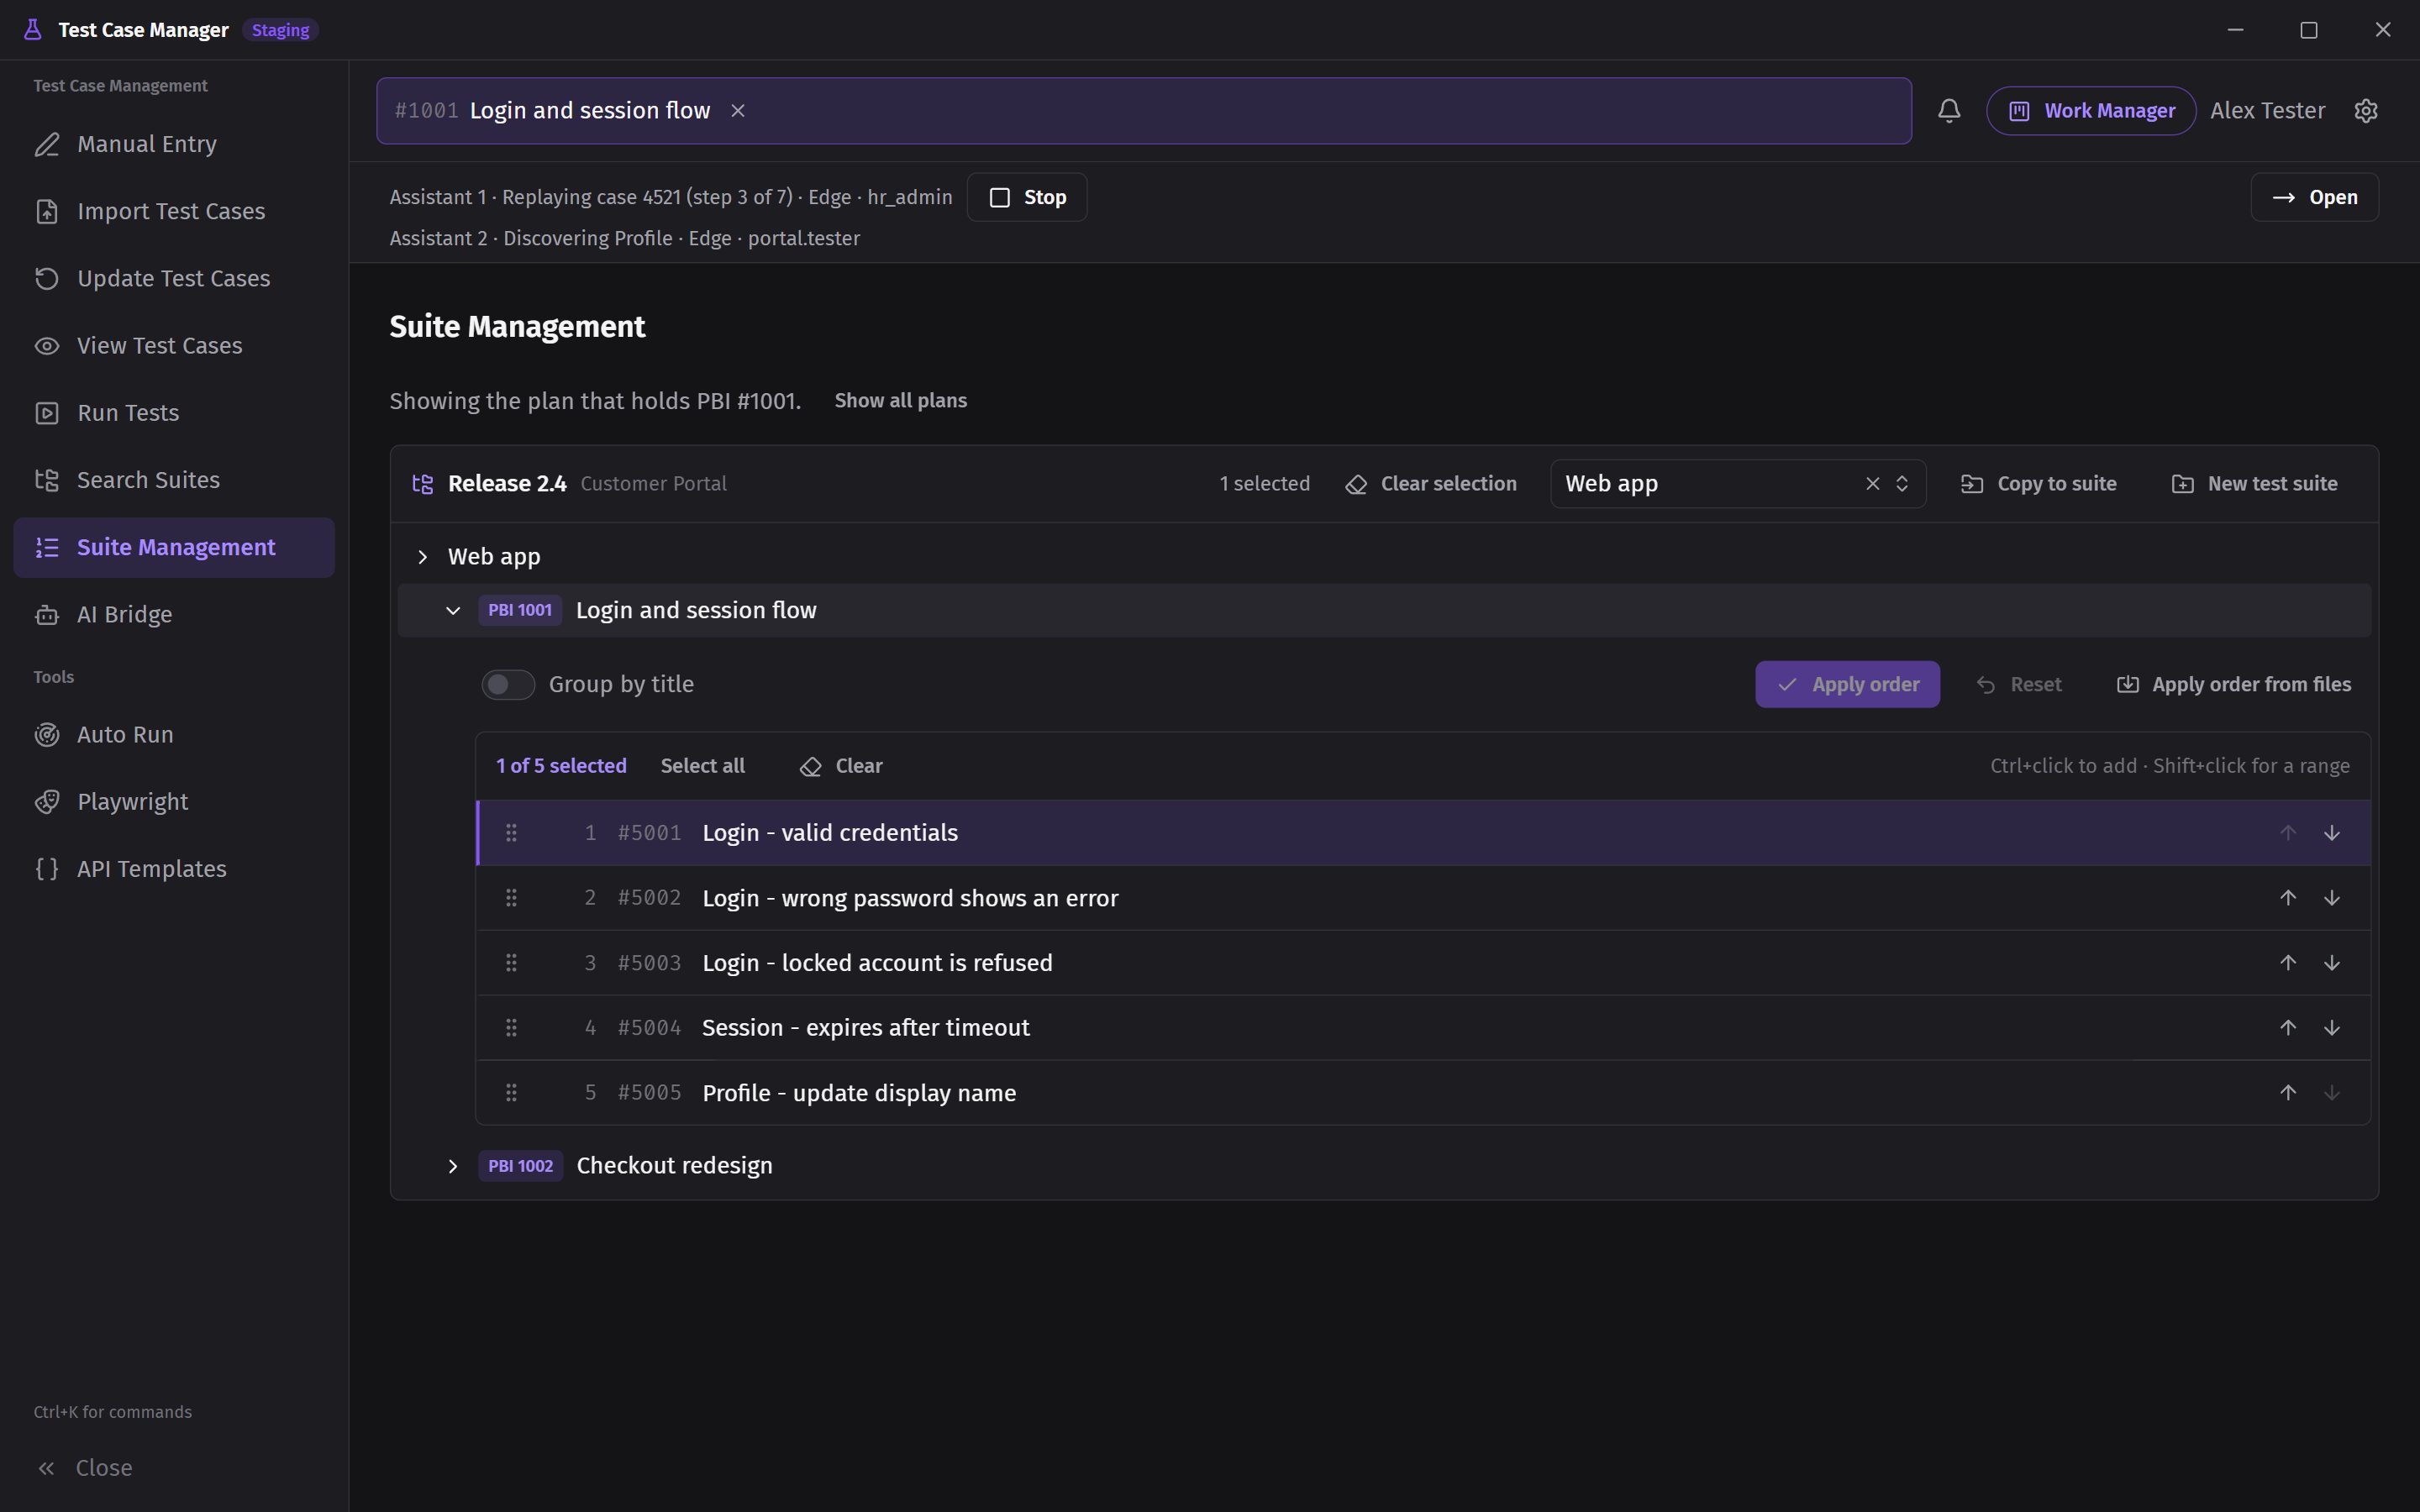 Test Case Manager Staging
Test Case Management
Manual Entry
Import Test Cases
Update Test Cases
View Test Cases
Run Tests
Search Suites
Suite Management
AI Bridge
Tools
Auto Run
Playwright
API Templates
Ctrl+K for commands
Close
#1001 Login and session flow
Work Manager
Alex Tester
Assistant 1 · Replaying case 4521 (step 3 of 7) · Edge · hr_admin Stop Open
Assistant 2 · Discovering Profile · Edge · portal.tester
Suite Management
Showing the plan that holds PBI #1001. Show all plans
Release 2.4 Customer Portal 1 selected Clear selection Web app Copy to suite New test suite
Web app
PBI 1001 Login and session flow
Group by title Apply order Reset Apply order from files
1 of 5 selected Select all Clear Ctrl+click to add · Shift+click for a range
1 #5001 Login - valid credentials
2 #5002 Login - wrong password shows an error
3 #5003 Login - locked account is refused
4 #5004 Session - expires after timeout
5 #5005 Profile - update display name
PBI 1002 Checkout redesign